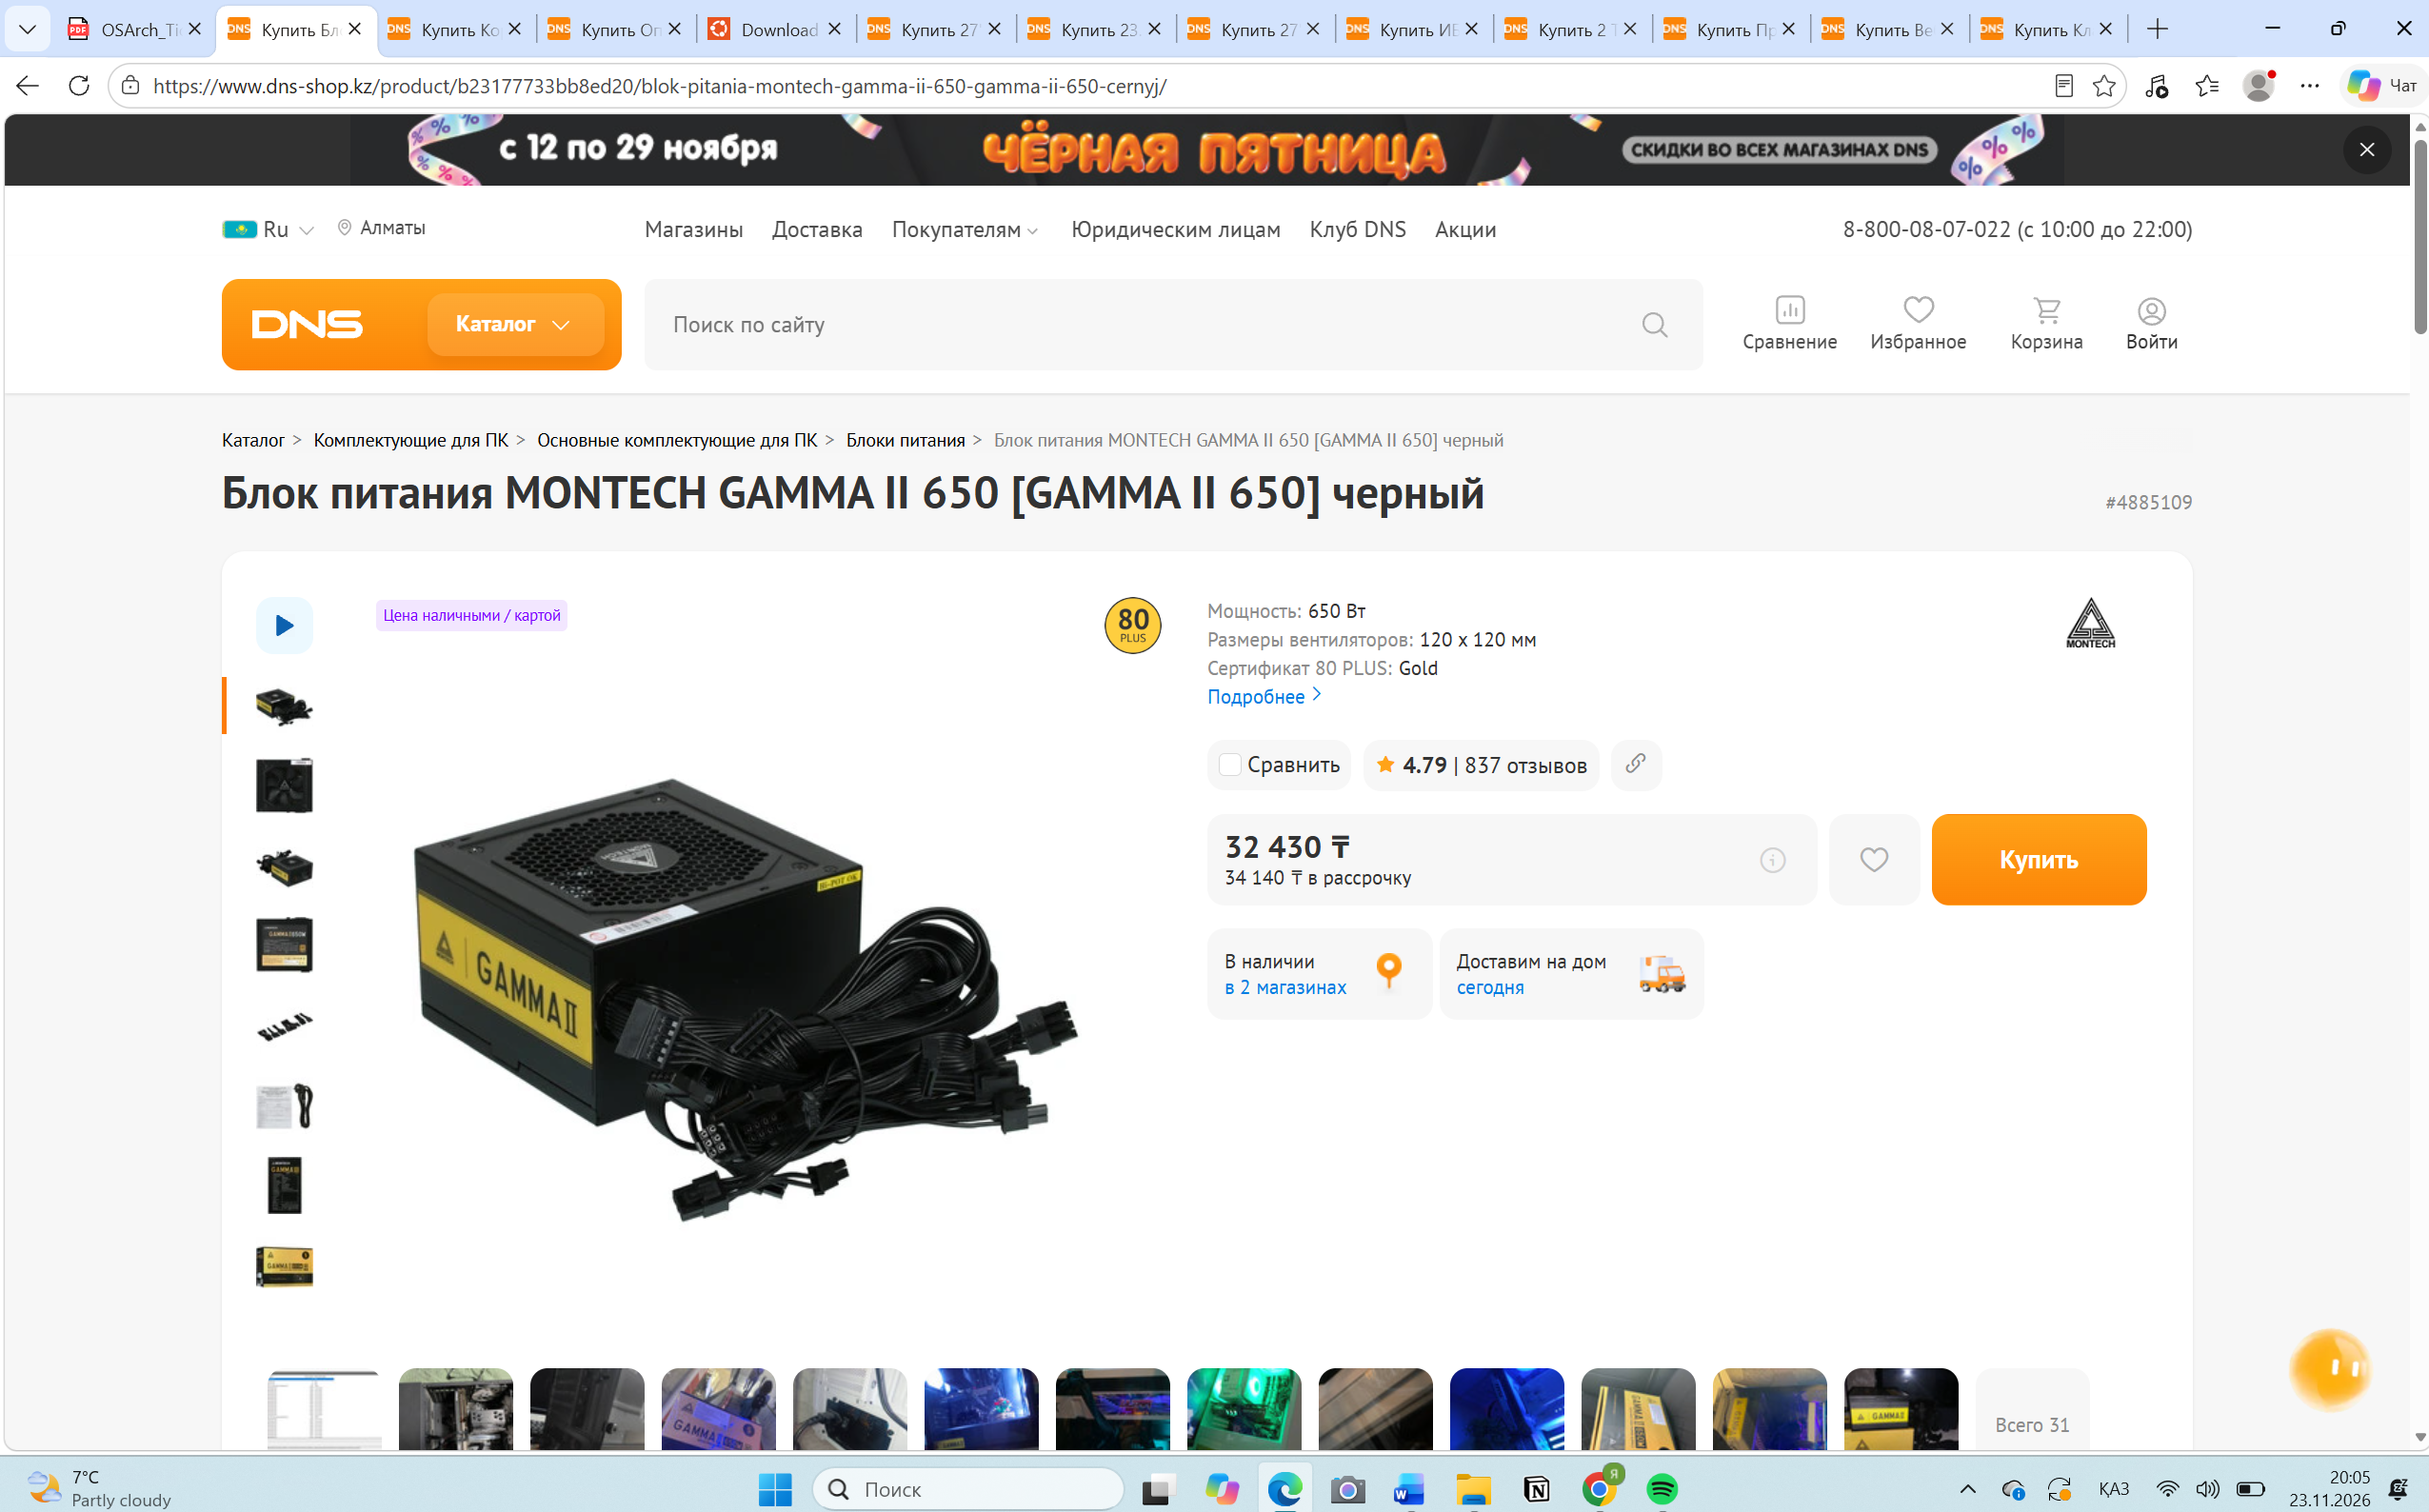 OSArch_Ti
Купить Бл
Купить Ко
Купить Оп
Download
Купить 27
Купить 23.
Купить 27
Купить ИБ
Купить 2 Т
Купить Пр
Купить Ве
Купить Кл
https://www.dns-shop.kz/product/b23177733bb8ed20/blok-pitania-montech-gamma-ii-650-gamma-ii-650-cernyj/
Чат
с 12 по 29 ноября
ЧЁРНАЯ ПЯТНИЦА
СКИДКИ ВО ВСЕХ МАГАЗИНАХ DNS
Ru
Алматы
Магазины
Доставка
Покупателям
Юридическим лицам
Клуб DNS
Акции
8-800-08-07-022 (с 10:00 до 22:00)
DNS
Каталог
Поиск по сайту
Сравнение
Избранное
Корзина
Войти
Каталог > Комплектующие для ПК > Основные комплектующие для ПК > Блоки питания > Блок питания MONTECH GAMMA II 650 [GAMMA II 650] черный
Блок питания MONTECH GAMMA II 650 [GAMMA II 650] черный
#4885109
Цена наличными / картой
80
PLUS
Мощность: 650 Вт
Размеры вентиляторов: 120 x 120 мм
Сертификат 80 PLUS: Gold
Подробнее
MONTECH
Сравнить
4.79 | 837 отзывов
32 430 ₸
34 140 ₸ в рассрочку
Купить
В наличии
в 2 магазинах
Доставим на дом
сегодня
MONTECH
HI-POT OK
GAMMA II
Всего 31
7°C
Partly cloudy
Поиск
ҚАЗ
20:05
23.11.2026